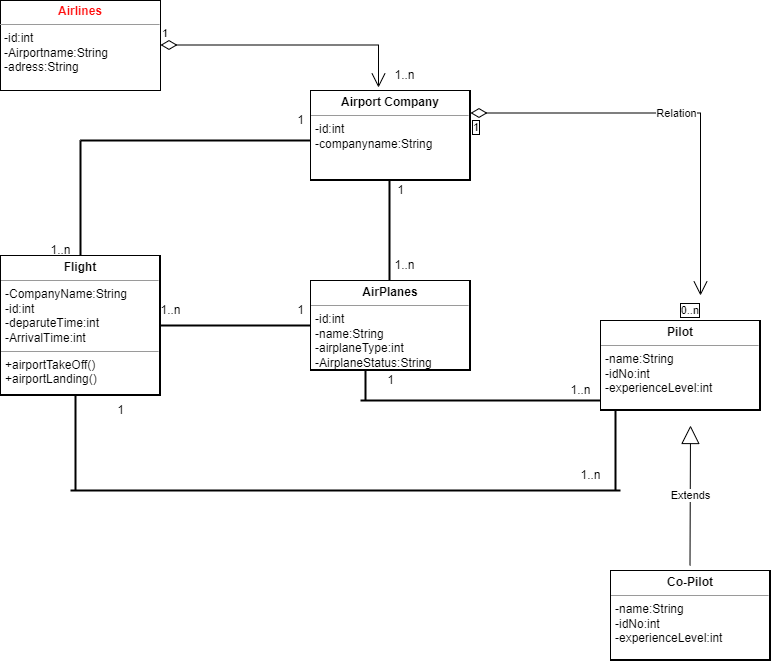 Airlines
-id:int
-Airportname:String
-adress:String
1
1..n
Airport Company
-id:int
-companyname:String
1
1
Relation
1
1..n
1..n
0..n
Flight
-CompanyName:String
-id:int
-deparuteTime:int
-ArrivalTime:int
+airportTakeOff()
+airportLanding()
1..n
1
AirPlanes
-id:int
-name:String
-airplaneType:int
-AirplaneStatus:String
Pilot
-name:String
-idNo:int
-experienceLevel:int
1
1..n
1
1..n
Extends
Co-Pilot
-name:String
-idNo:int
-experienceLevel:int